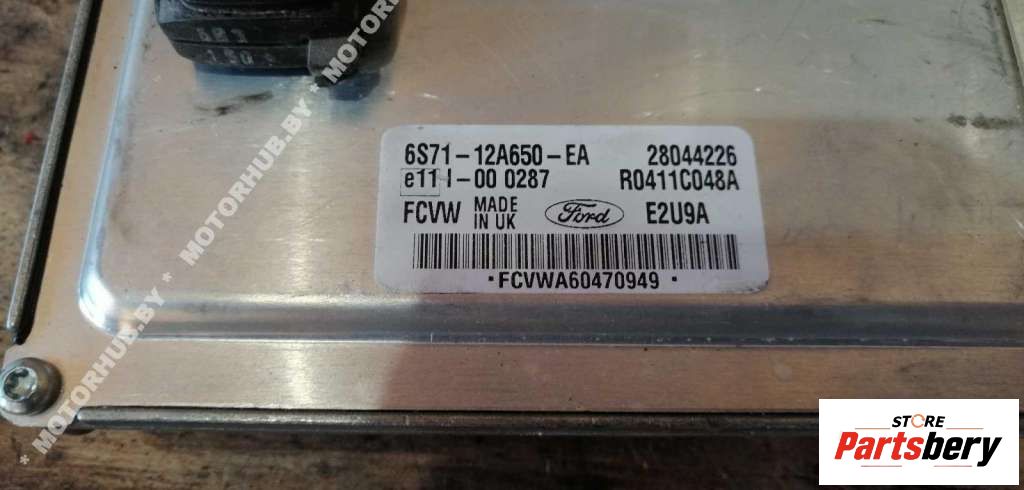 6S71-12A650-EA 28044226
e11 I-00 0287 R0411C048A
FCVW MADE IN UK Ford E2U9A
·FCVWA60470949·
* MOTORHUB.BY * MOTORHUB.BY * MOTORHUB.BY
STORE
Partsbery